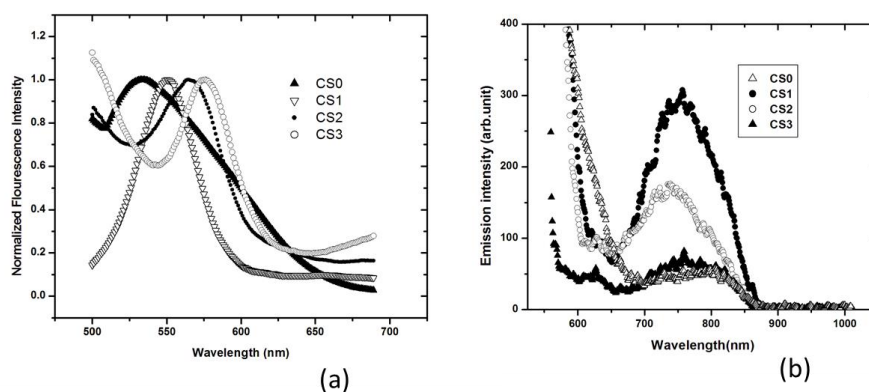 Normalized Flourescence Intensity
1.0
0.8
0.6
0.4
0.2
0.0
500 550 600 650 700
Wavelength (nm)
CS0
CS1
CS2
CS3
(a)
Emission intensity (arb.unit)
400
300
200
100
0
600 700 800 900 1000
Wavelength(nm)
CS0
CS1
CS2
CS3
(b)